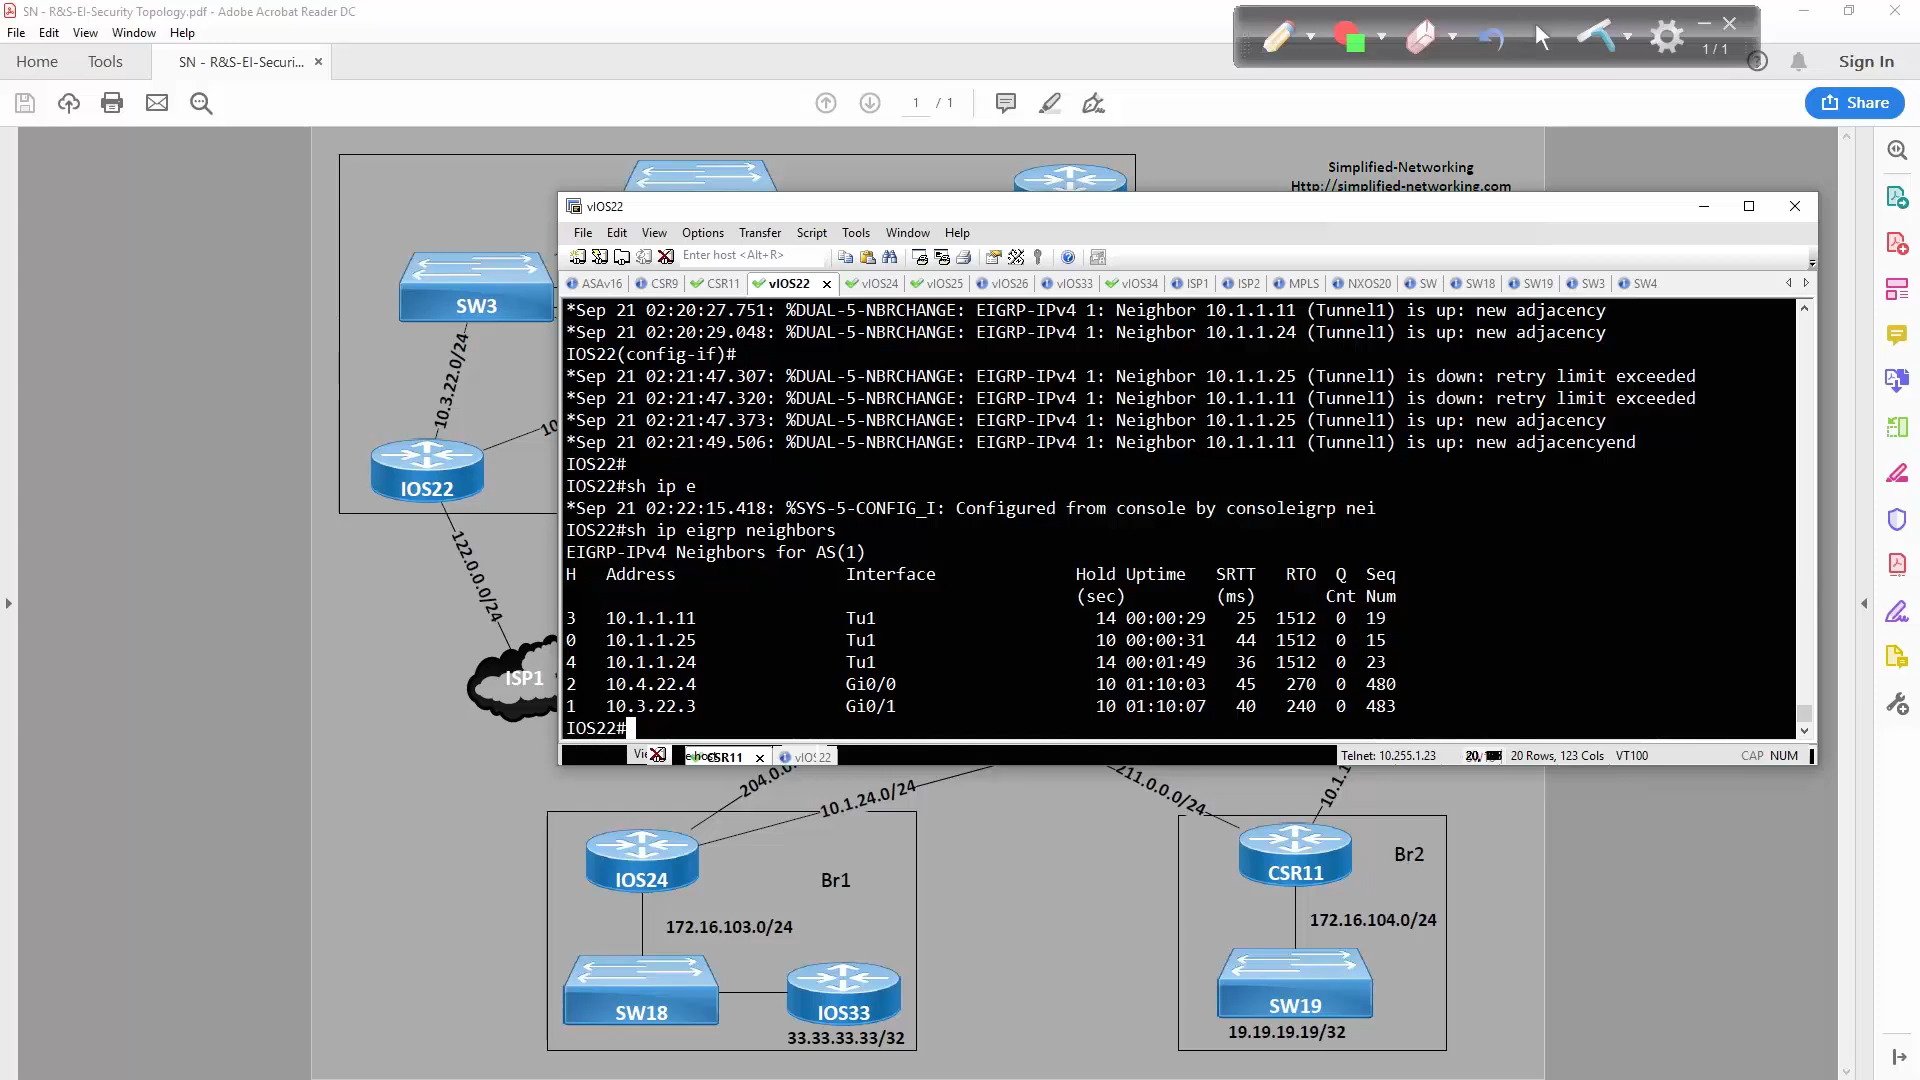 SN - R&S-EI-Security Topology.pdf - Adobe Acrobat Reader DC
File Edit View Window Help
Home Tools SN - R&S-EI-Securi... ×
1 / 1
Sign In
1 / 1
Share
Simplified-Networking
Http://simplified-networking.com
SW3
10.3.22.0/24
IOS22
122.0.0.0/24
ISP1
vIOS22
File Edit View Options Transfer Script Tools Window Help
Enter host <Alt+R>
ASAv16 CSR9 CSR11 vIOS22 × vIOS24 vIOS25 vIOS26 vIOS33 vIOS34 ISP1 ISP2 MPLS NXOS20 SW SW18 SW19 SW3 SW4
*Sep 21 02:20:27.751: %DUAL-5-NBRCHANGE: EIGRP-IPv4 1: Neighbor 10.1.1.11 (Tunnel1) is up: new adjacency
*Sep 21 02:20:29.048: %DUAL-5-NBRCHANGE: EIGRP-IPv4 1: Neighbor 10.1.1.24 (Tunnel1) is up: new adjacency
IOS22(config-if)#
*Sep 21 02:21:47.307: %DUAL-5-NBRCHANGE: EIGRP-IPv4 1: Neighbor 10.1.1.25 (Tunnel1) is down: retry limit exceeded
*Sep 21 02:21:47.320: %DUAL-5-NBRCHANGE: EIGRP-IPv4 1: Neighbor 10.1.1.11 (Tunnel1) is down: retry limit exceeded
*Sep 21 02:21:47.373: %DUAL-5-NBRCHANGE: EIGRP-IPv4 1: Neighbor 10.1.1.25 (Tunnel1) is up: new adjacency
*Sep 21 02:21:49.506: %DUAL-5-NBRCHANGE: EIGRP-IPv4 1: Neighbor 10.1.1.11 (Tunnel1) is up: new adjacencyend
IOS22#
IOS22#sh ip e
*Sep 21 02:22:15.418: %SYS-5-CONFIG_I: Configured from console by consoleigrp nei
IOS22#sh ip eigrp neighbors
EIGRP-IPv4 Neighbors for AS(1)
H Address Interface Hold Uptime SRTT RTO Q Seq
(sec) (ms) Cnt Num
3 10.1.1.11 Tu1 14 00:00:29 25 1512 0 19
0 10.1.1.25 Tu1 10 00:00:31 44 1512 0 15
4 10.1.1.24 Tu1 14 00:01:49 36 1512 0 23
2 10.4.22.4 Gi0/0 10 01:10:03 45 270 0 480
1 10.3.22.3 Gi0/1 10 01:10:07 40 240 0 483
IOS22#
CSR11 × vIOS22
Telnet: 10.255.1.23 20 Rows, 123 Cols VT100 CAP NUM
204.0.0.
10.1.24.0/24
211.0.0.0/24
10.1.1
IOS24
Br1
172.16.103.0/24
SW18
IOS33
33.33.33.33/32
CSR11
Br2
172.16.104.0/24
SW19
19.19.19.19/32